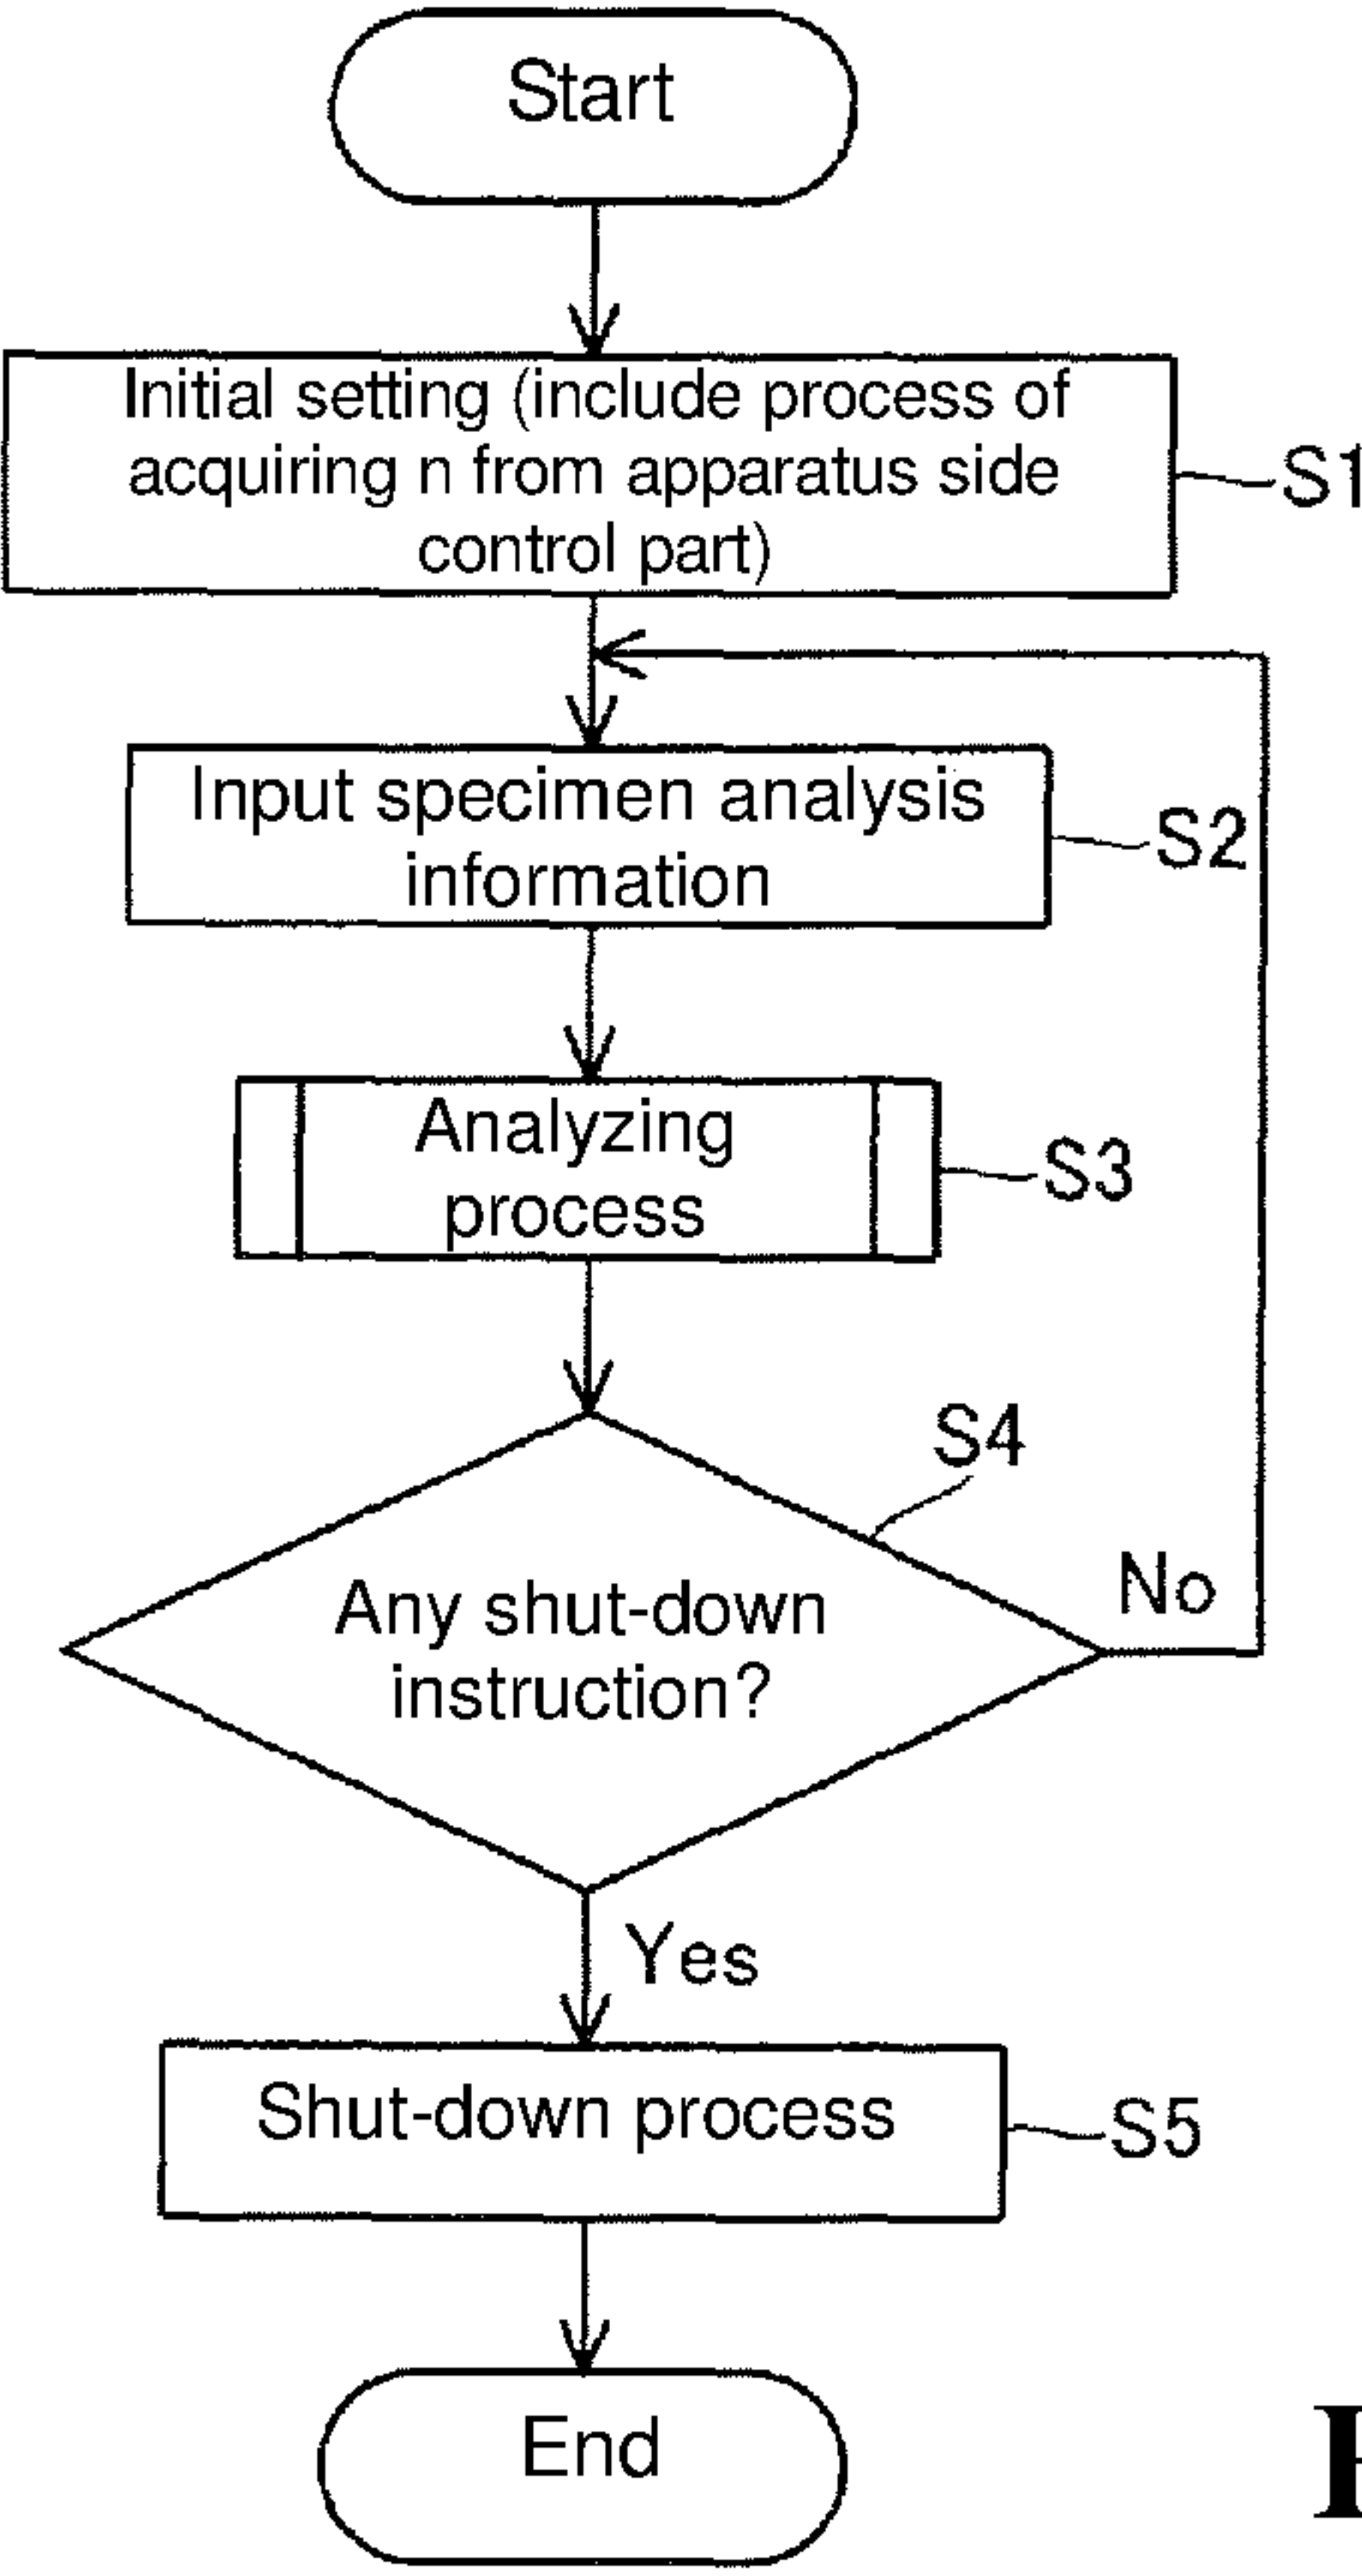 Start
Initial setting (include process of
acquiring n from apparatus side
control part)
S1
Input specimen analysis
information
S2
Analyzing
process
S3
S4
Any shut-down
instruction?
No
Yes
Shut-down process
S5
End